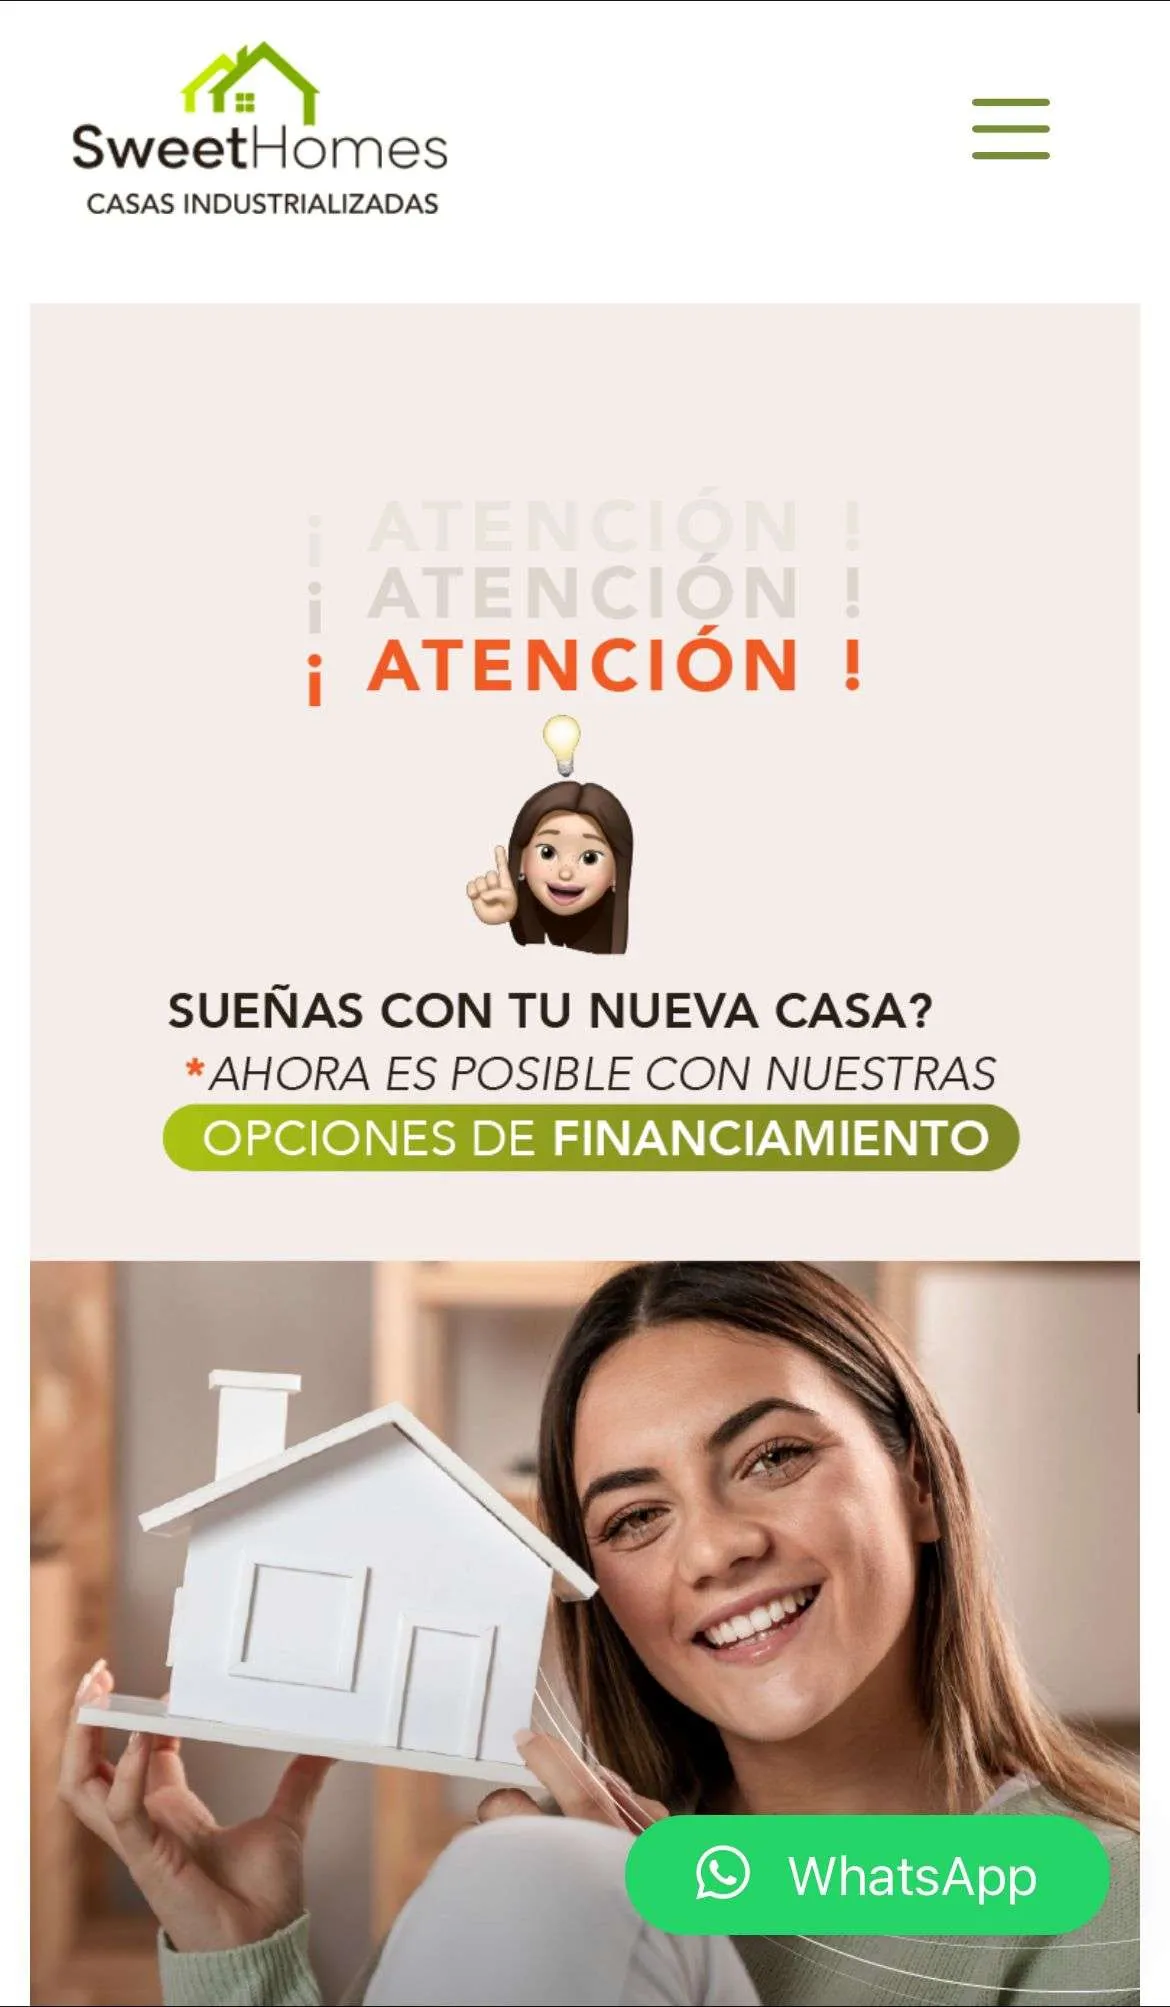 SweetHomes
CASAS INDUSTRIALIZADAS
¡ ATENCIÓN !
¡ ATENCIÓN !
¡ ATENCIÓN !
SUEÑAS CON TU NUEVA CASA?
*AHORA ES POSIBLE CON NUESTRAS
OPCIONES DE FINANCIAMIENTO
WhatsApp